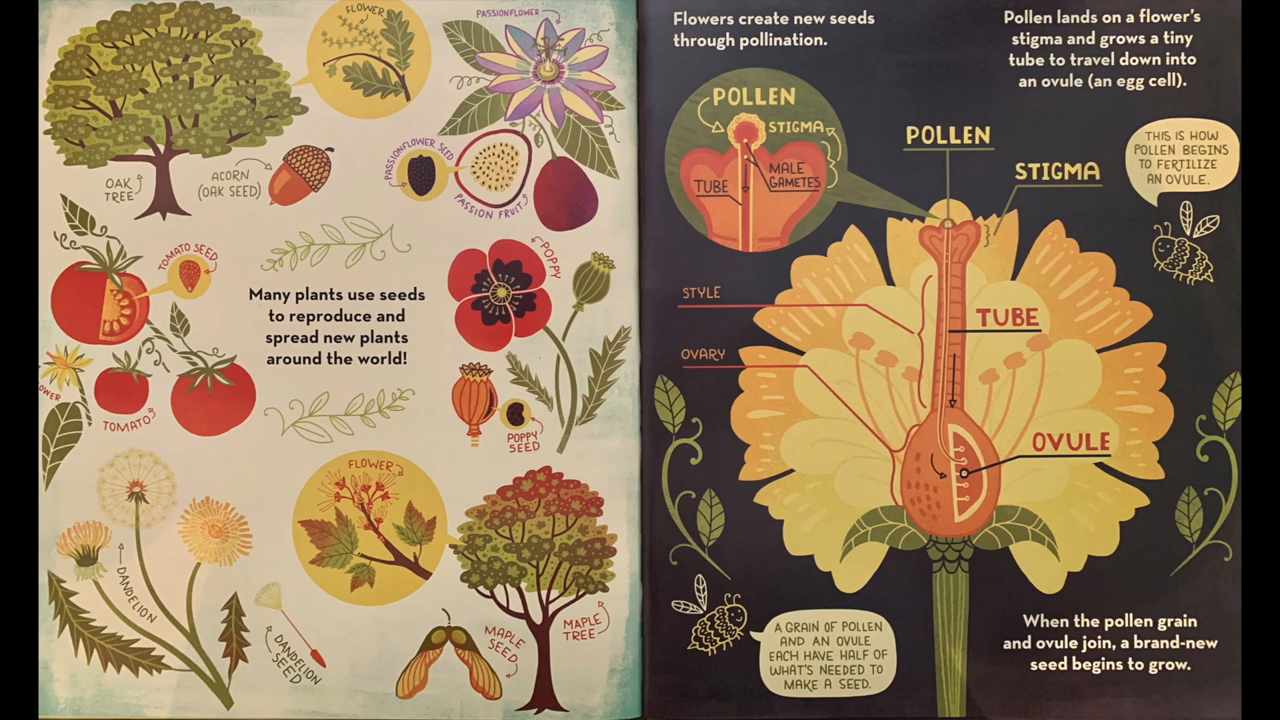 FLOWER
PASSIONFLOWER
OAK
TREE
ACORN
(OAK SEED)
PASSIONFLOWER SEED
PASSION FRUIT
TOMATO SEED
Many plants use seeds
to reproduce and
spread new plants
around the world!
POPPY
TOMATO
POPPY
SEED
FLOWER
DANDELION
DANDELION
SEED
MAPLE
SEED
MAPLE
TREE
Flowers create new seeds
through pollination.
Pollen lands on a flower's
stigma and grows a tiny
tube to travel down into
an ovule (an egg cell).
POLLEN
STIGMA
TUBE
MALE
GAMETES
POLLEN
STIGMA
THIS IS HOW
POLLEN BEGINS
TO FERTILIZE
AN OVULE.
STYLE
TUBE
OVARY
OVULE
A GRAIN OF POLLEN
AND AN OVULE
EACH HAVE HALF OF
WHAT'S NEEDED TO
MAKE A SEED.
When the pollen grain
and ovule join, a brand-new
seed begins to grow.